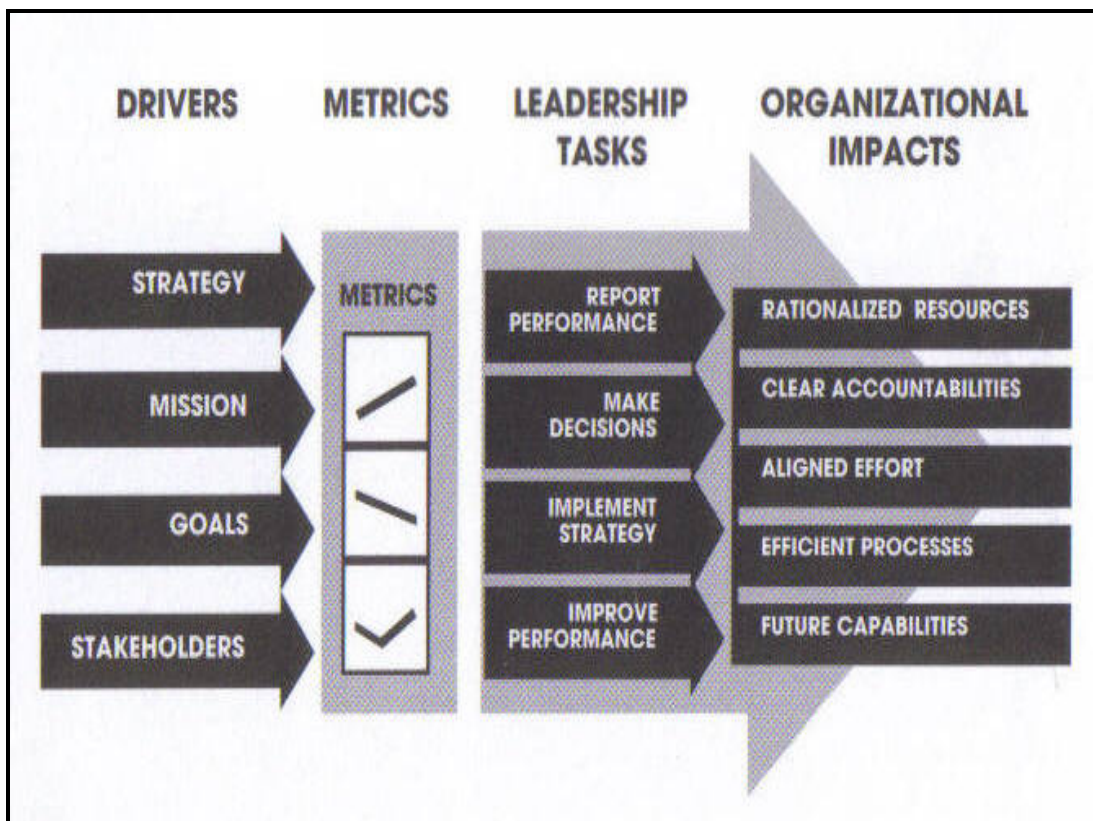 DRIVERS
METRICS
LEADERSHIP
TASKS
ORGANIZATIONAL
IMPACTS
STRATEGY
MISSION
GOALS
STAKEHOLDERS
METRICS
REPORT
PERFORMANCE
MAKE
DECISIONS
IMPLEMENT
STRATEGY
IMPROVE
PERFORMANCE
RATIONALIZED RESOURCES
CLEAR ACCOUNTABILITIES
ALIGNED EFFORT
EFFICIENT PROCESSES
FUTURE CAPABILITIES